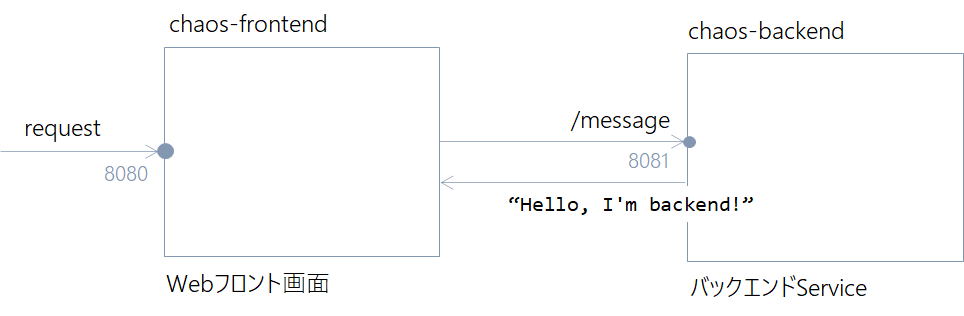 chaos-frontend
chaos-backend
request
8080
/message
8081
“Hello, I'm backend!”
Webフロント画面
バックエンドService